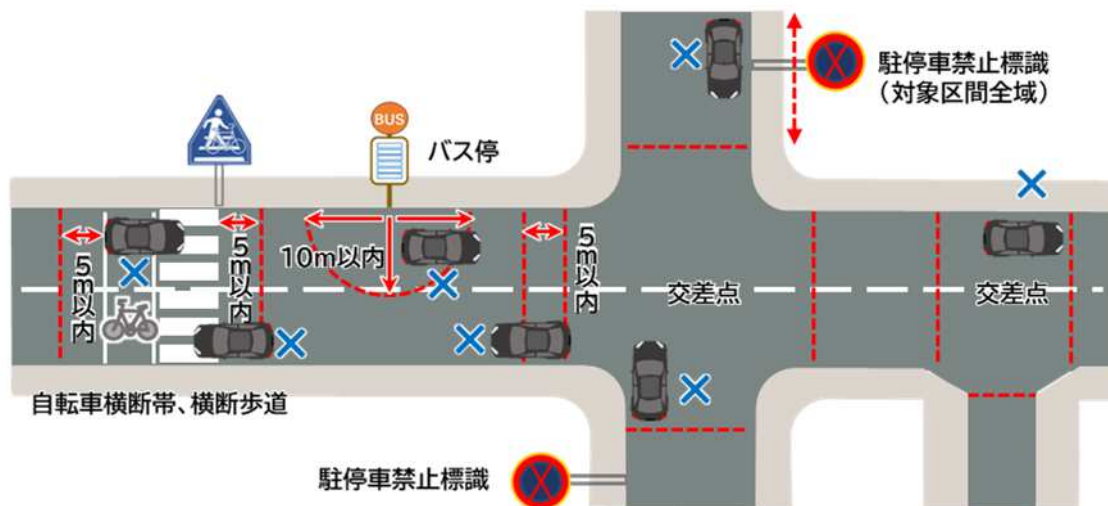 駐停車禁止標識
（対象区間全域）
BUS
バス停
5m以内
5m以内
10m以内
5m以内
交差点
交差点
自転車横断帯、横断歩道
駐停車禁止標識